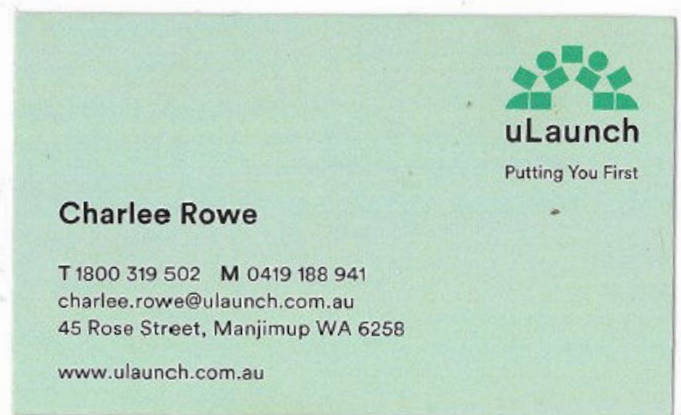 uLaunch
Putting You First
Charlee Rowe
T 1800 319 502 M 0419 188 941
charlee.rowe@ulaunch.com.au
45 Rose Street, Manjimup WA 6258
www.ulaunch.com.au